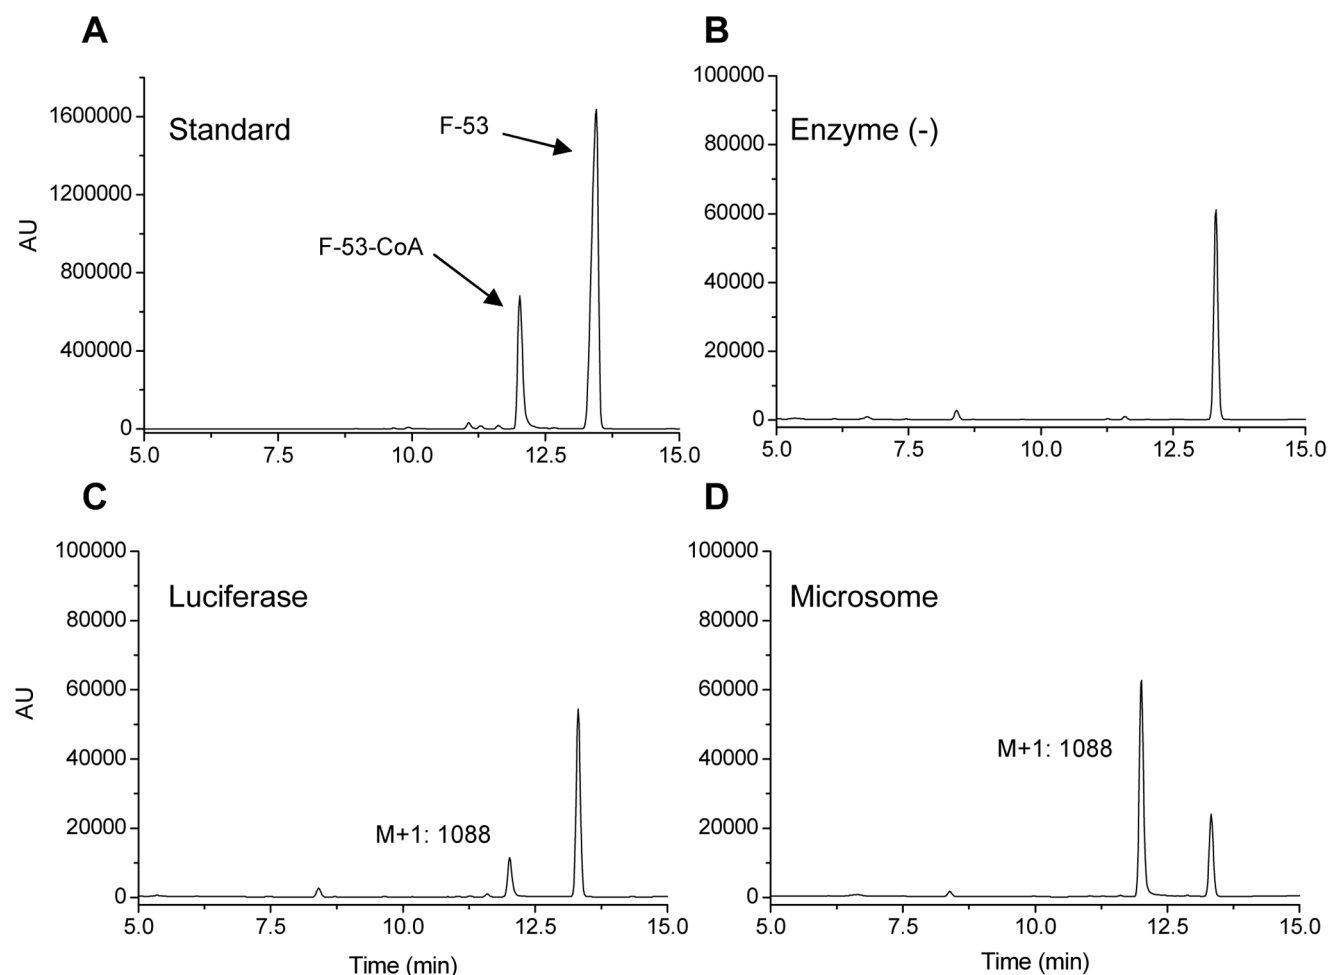 A
Standard
F-53
F-53-CoA
AU
1600000
1200000
800000
400000
0
5.0 7.5 10.0 12.5 15.0
B
Enzyme (-)
100000
80000
60000
40000
20000
0
5.0 7.5 10.0 12.5 15.0
C
Luciferase
M+1: 1088
AU
100000
80000
60000
40000
20000
0
5.0 7.5 10.0 12.5 15.0
Time (min)
D
Microsome
M+1: 1088
100000
80000
60000
40000
20000
0
5.0 7.5 10.0 12.5 15.0
Time (min)